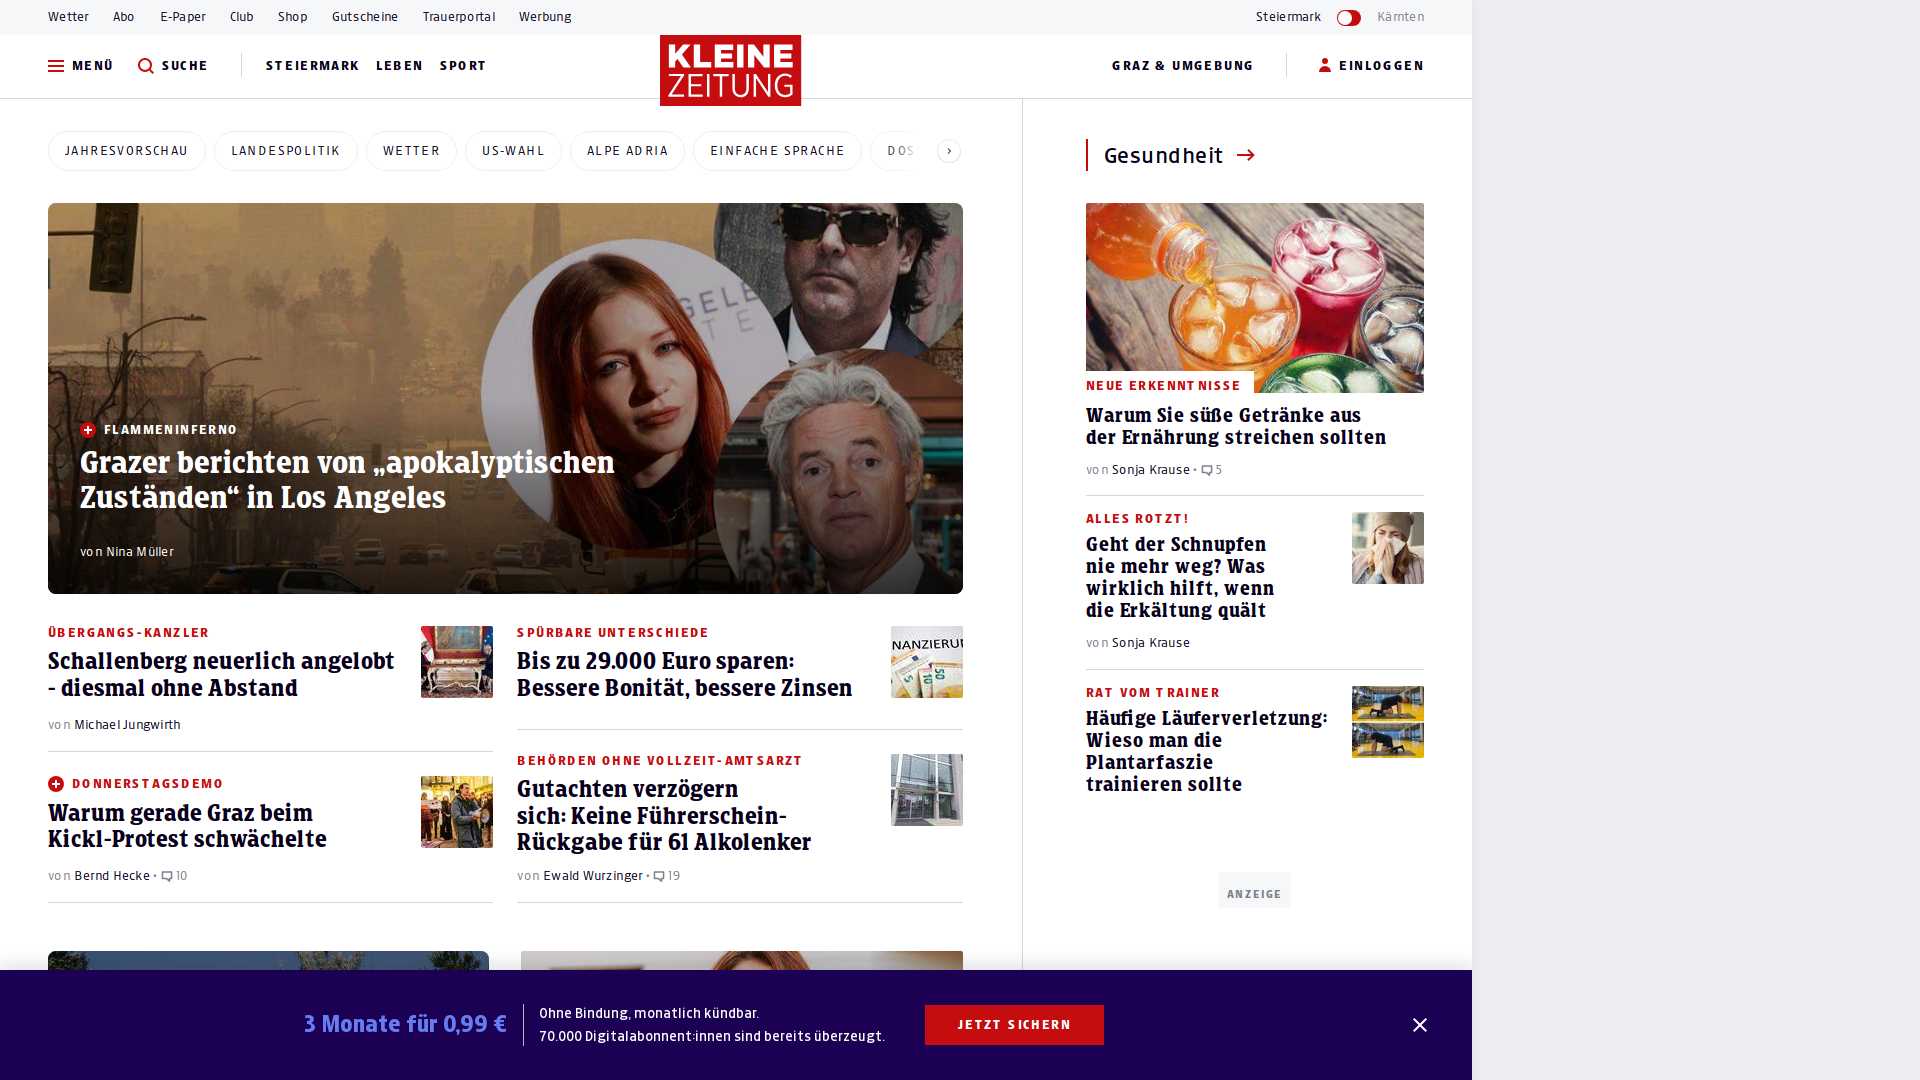 Wetter Abo E-Paper Club Shop Gutscheine Trauerportal Werbung Steiermark Kärnten
MENÜ SUCHE STEIERMARK LEBEN SPORT KLEINE ZEITUNG GRAZ & UMGEBUNG EINLOGGEN
JAHRESVORSCHAU LANDESPOLITIK WETTER US-WAHL ALPE ADRIA EINFACHE SPRACHE DOS
FLAMMENINFERNO
Grazer berichten von „apokalyptischen
Zuständen“ in Los Angeles
von Nina Müller
ÜBERGANGS-KANZLER
Schallenberg neuerlich angelobt
- diesmal ohne Abstand
von Michael Jungwirth
DONNERSTAGSDEMO
Warum gerade Graz beim
Kickl-Protest schwächelte
von Bernd Hecke • 10
SPÜRBARE UNTERSCHIEDE
Bis zu 29.000 Euro sparen:
Bessere Bonität, bessere Zinsen
BEHÖRDEN OHNE VOLLZEIT-AMTSARZT
Gutachten verzögern
sich: Keine Führerschein-
Rückgabe für 61 Alkolenker
von Ewald Wurzinger • 19
Gesundheit
NEUE ERKENNTNISSE
Warum Sie süße Getränke aus
der Ernährung streichen sollten
von Sonja Krause • 5
ALLES ROTZT!
Geht der Schnupfen
nie mehr weg? Was
wirklich hilft, wenn
die Erkältung quält
von Sonja Krause
RAT VOM TRAINER
Häufige Läuferverletzung:
Wieso man die
Plantarfaszie
trainieren sollte
ANZEIGE
3 Monate für 0,99 €
Ohne Bindung, monatlich kündbar.
70.000 Digitalabonnent:innen sind bereits überzeugt.
JETZT SICHERN